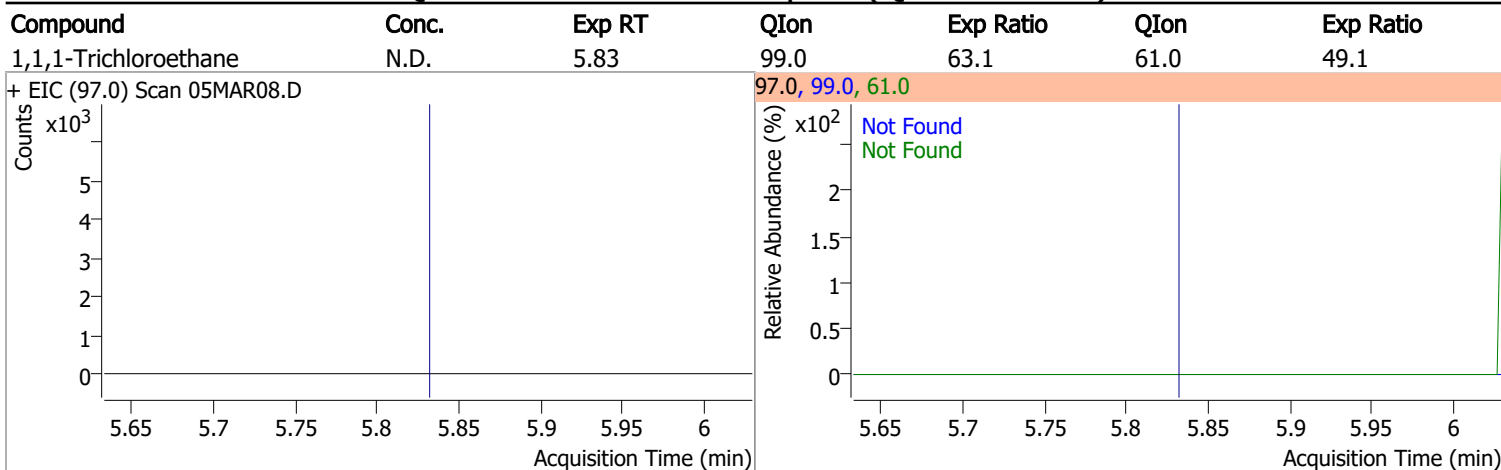 Compound Conc. Exp RT QIon Exp Ratio QIon Exp Ratio
1,1,1-Trichloroethane N.D. 5.83 99.0 63.1 61.0 49.1
+ EIC (97.0) Scan 05MAR08.D
Counts
x10³
5
4
3
2
1
0
5.65 5.7 5.75 5.8 5.85 5.9 5.95 6
Acquisition Time (min)
97.0, 99.0, 61.0
Relative Abundance (%)
x10²
Not Found
Not Found
2
1.5
1
0.5
0
5.65 5.7 5.75 5.8 5.85 5.9 5.95 6
Acquisition Time (min)